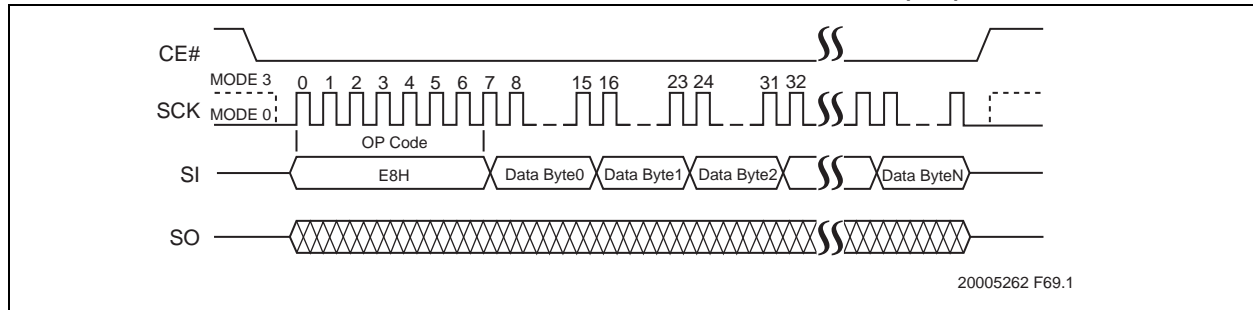 CE#
MODE 3
0 1 2 3 4 5 6 7 8 15 16 23 24 31 32
SCK MODE 0
OP Code
SI E8H Data Byte0 Data Byte1 Data Byte2 Data ByteN
SO
20005262 F69.1